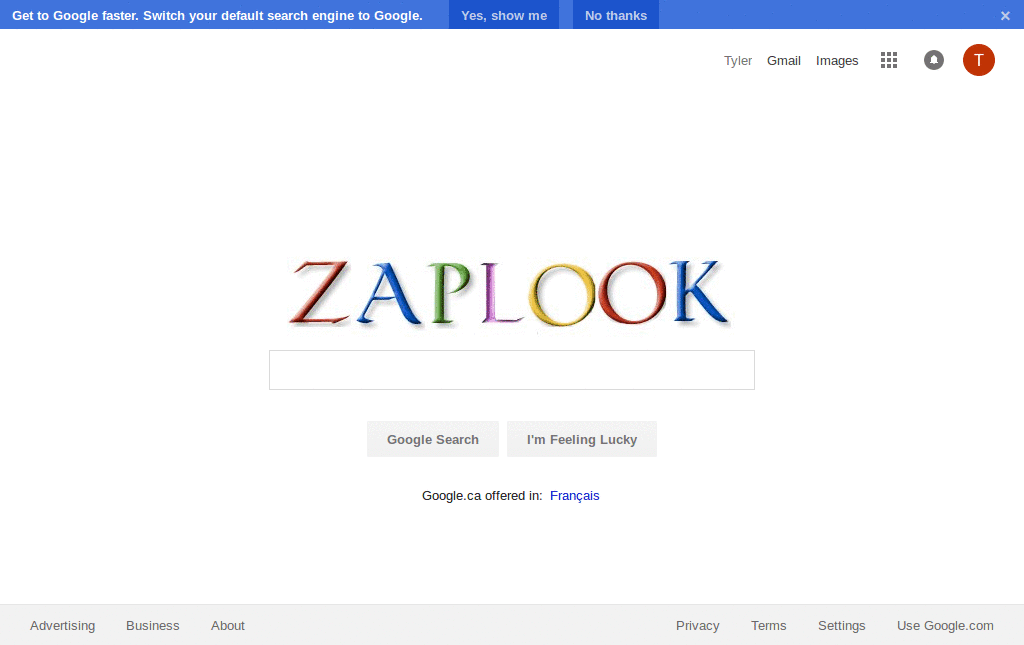 Get to Google faster. Switch your default search engine to Google. Yes, show me No thanks ×
Tyler Gmail Images T
ZAPLOOK
Google Search I'm Feeling Lucky
Google.ca offered in: Français
Advertising Business About Privacy Terms Settings Use Google.com